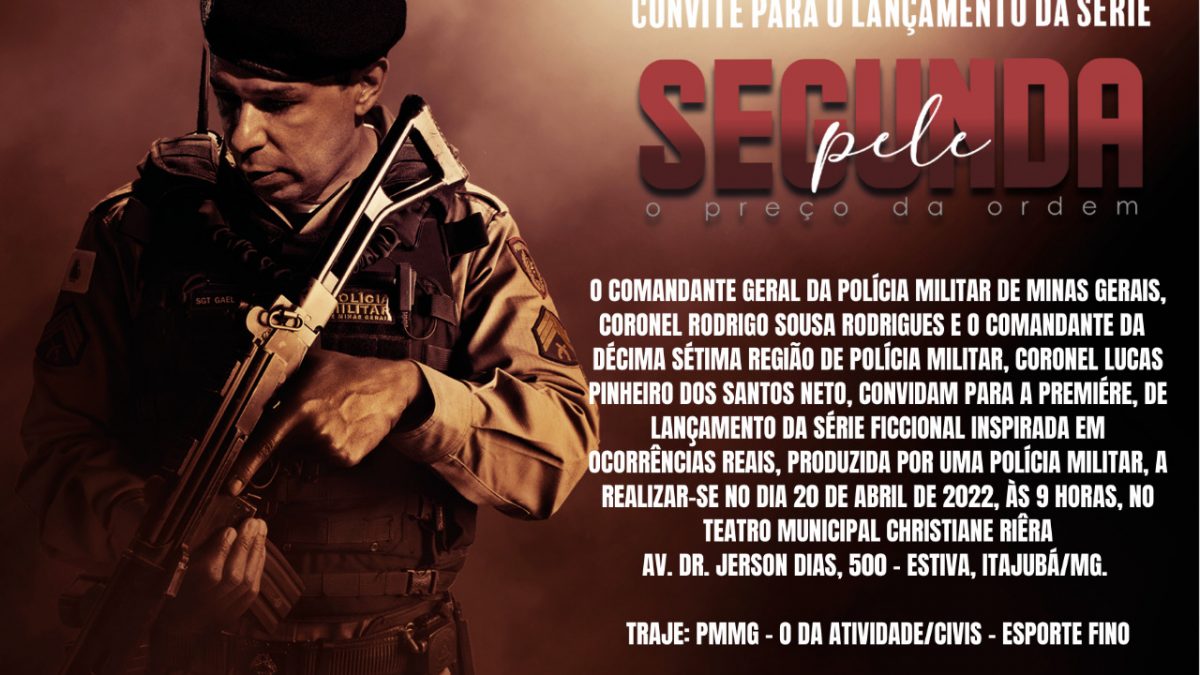 CONVITE PARA O LANÇAMENTO DA SÉRIE
SEGUNDA
pele
o preço da ordem
SGT GAEL
POLÍCIA
MILITAR
DE MINAS GERAIS
O COMANDANTE GERAL DA POLÍCIA MILITAR DE MINAS GERAIS,
CORONEL RODRIGO SOUSA RODRIGUES E O COMANDANTE DA
DÉCIMA SÉTIMA REGIÃO DE POLÍCIA MILITAR, CORONEL LUCAS
PINHEIRO DOS SANTOS NETO, CONVIDAM PARA A PREMIÉRE, DE
LANÇAMENTO DA SÉRIE FICCIONAL INSPIRADA EM
OCORRÊNCIAS REAIS, PRODUZIDA POR UMA POLÍCIA MILITAR, A
REALIZAR-SE NO DIA 20 DE ABRIL DE 2022, ÀS 9 HORAS, NO
TEATRO MUNICIPAL CHRISTIANE RIÊRA
AV. DR. JERSON DIAS, 500 - ESTIVA, ITAJUBÁ/MG.
TRAJE: PMMG - O DA ATIVIDADE/CIVIS - ESPORTE FINO